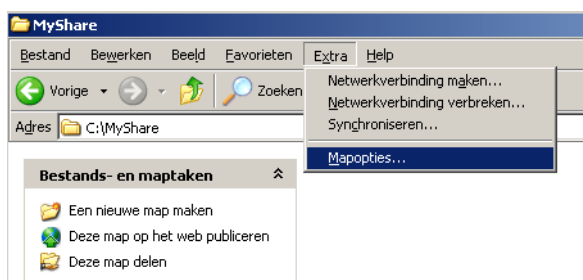 MyShare
Bestand Bewerken Beeld Favorieten Extra Help
Vorige Zoeken
Netwerkverbinding maken...
Netwerkverbinding verbreken...
Synchroniseren...
Mapopties...
Adres C:\MyShare
Bestands- en maptaken
Een nieuwe map maken
Deze map op het web publiceren
Deze map delen